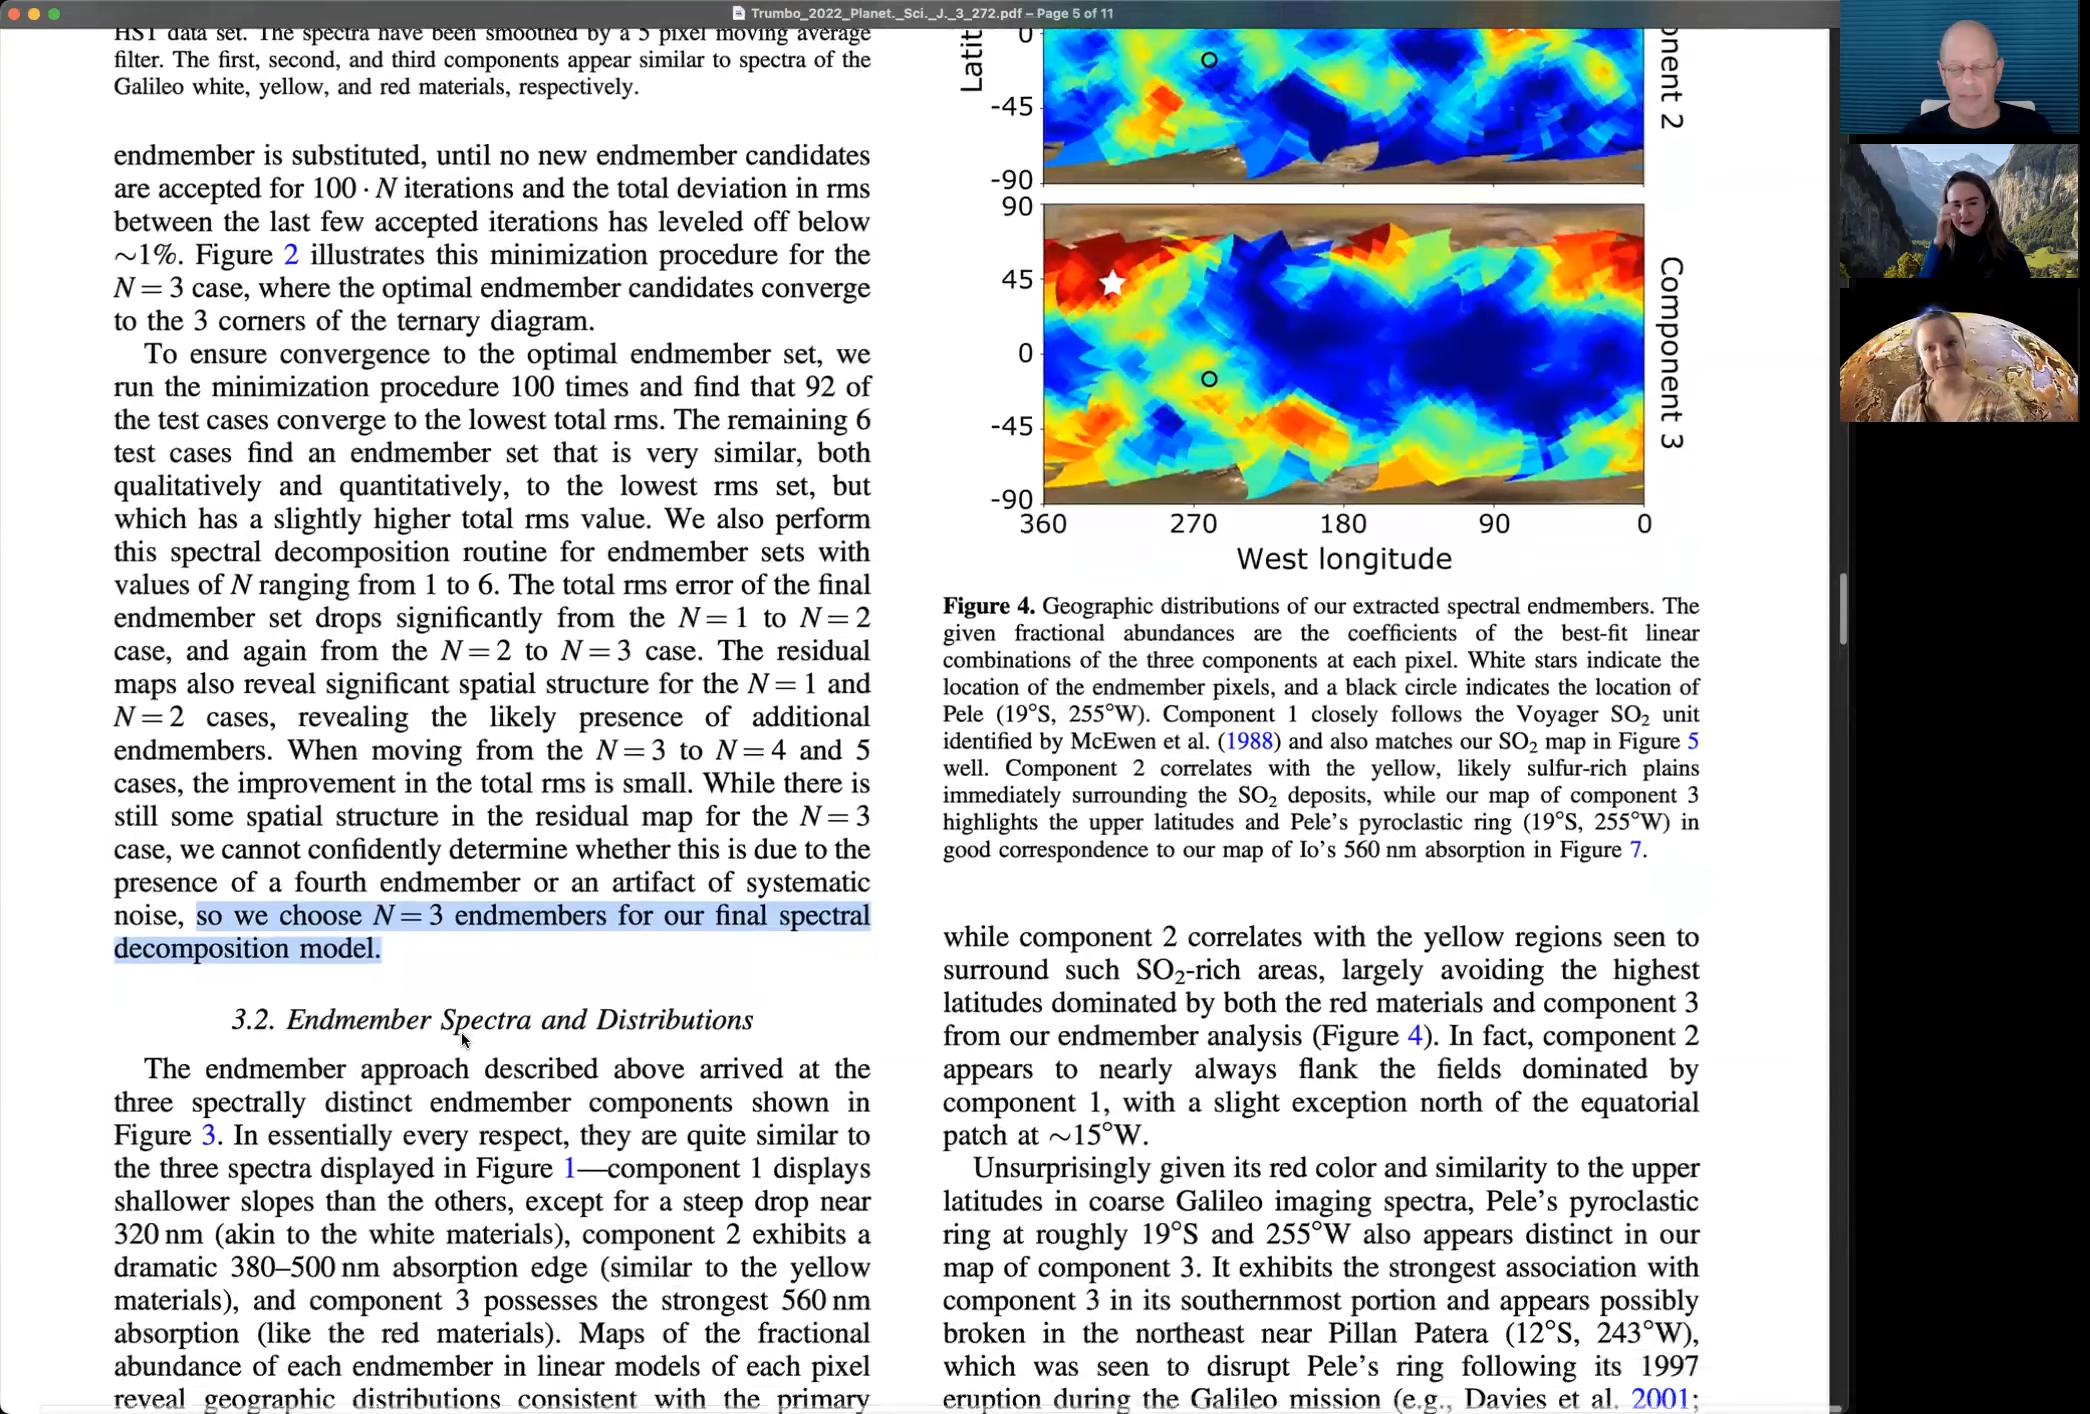 Trumbo_2022_Planet._Sci._J._3_272.pdf – Page 5 of 11
HST data set. The spectra have been smoothed by a 5 pixel moving average
filter. The first, second, and third components appear similar to spectra of the
Galileo white, yellow, and red materials, respectively.
endmember is substituted, until no new endmember candidates
are accepted for 100 · N iterations and the total deviation in rms
between the last few accepted iterations has leveled off below
~1%. Figure 2 illustrates this minimization procedure for the
N = 3 case, where the optimal endmember candidates converge
to the 3 corners of the ternary diagram.
To ensure convergence to the optimal endmember set, we
run the minimization procedure 100 times and find that 92 of
the test cases converge to the lowest total rms. The remaining 6
test cases find an endmember set that is very similar, both
qualitatively and quantitatively, to the lowest rms set, but
which has a slightly higher total rms value. We also perform
this spectral decomposition routine for endmember sets with
values of N ranging from 1 to 6. The total rms error of the final
endmember set drops significantly from the N = 1 to N = 2
case, and again from the N = 2 to N = 3 case. The residual
maps also reveal significant spatial structure for the N = 1 and
N = 2 cases, revealing the likely presence of additional
endmembers. When moving from the N = 3 to N = 4 and 5
cases, the improvement in the total rms is small. While there is
still some spatial structure in the residual map for the N = 3
case, we cannot confidently determine whether this is due to the
presence of a fourth endmember or an artifact of systematic
noise, so we choose N = 3 endmembers for our final spectral
decomposition model.
3.2. Endmember Spectra and Distributions
The endmember approach described above arrived at the
three spectrally distinct endmember components shown in
Figure 3. In essentially every respect, they are quite similar to
the three spectra displayed in Figure 1—component 1 displays
shallower slopes than the others, except for a steep drop near
320 nm (akin to the white materials), component 2 exhibits a
dramatic 380–500 nm absorption edge (similar to the yellow
materials), and component 3 possesses the strongest 560 nm
absorption (like the red materials). Maps of the fractional
abundance of each endmember in linear models of each pixel
reveal geographic distributions consistent with the primary
Latit
0
-45
-90
nent 2
90
45
0
-45
-90
Component 3
360 270 180 90 0
West longitude
Figure 4. Geographic distributions of our extracted spectral endmembers. The
given fractional abundances are the coefficients of the best-fit linear
combinations of the three components at each pixel. White stars indicate the
location of the endmember pixels, and a black circle indicates the location of
Pele (19°S, 255°W). Component 1 closely follows the Voyager SO₂ unit
identified by McEwen et al. (1988) and also matches our SO₂ map in Figure 5
well. Component 2 correlates with the yellow, likely sulfur-rich plains
immediately surrounding the SO₂ deposits, while our map of component 3
highlights the upper latitudes and Pele's pyroclastic ring (19°S, 255°W) in
good correspondence to our map of Io's 560 nm absorption in Figure 7.
while component 2 correlates with the yellow regions seen to
surround such SO₂-rich areas, largely avoiding the highest
latitudes dominated by both the red materials and component 3
from our endmember analysis (Figure 4). In fact, component 2
appears to nearly always flank the fields dominated by
component 1, with a slight exception north of the equatorial
patch at ~15°W.
Unsurprisingly given its red color and similarity to the upper
latitudes in coarse Galileo imaging spectra, Pele's pyroclastic
ring at roughly 19°S and 255°W also appears distinct in our
map of component 3. It exhibits the strongest association with
component 3 in its southernmost portion and appears possibly
broken in the northeast near Pillan Patera (12°S, 243°W),
which was seen to disrupt Pele's ring following its 1997
eruption during the Galileo mission (e.g., Davies et al. 2001;